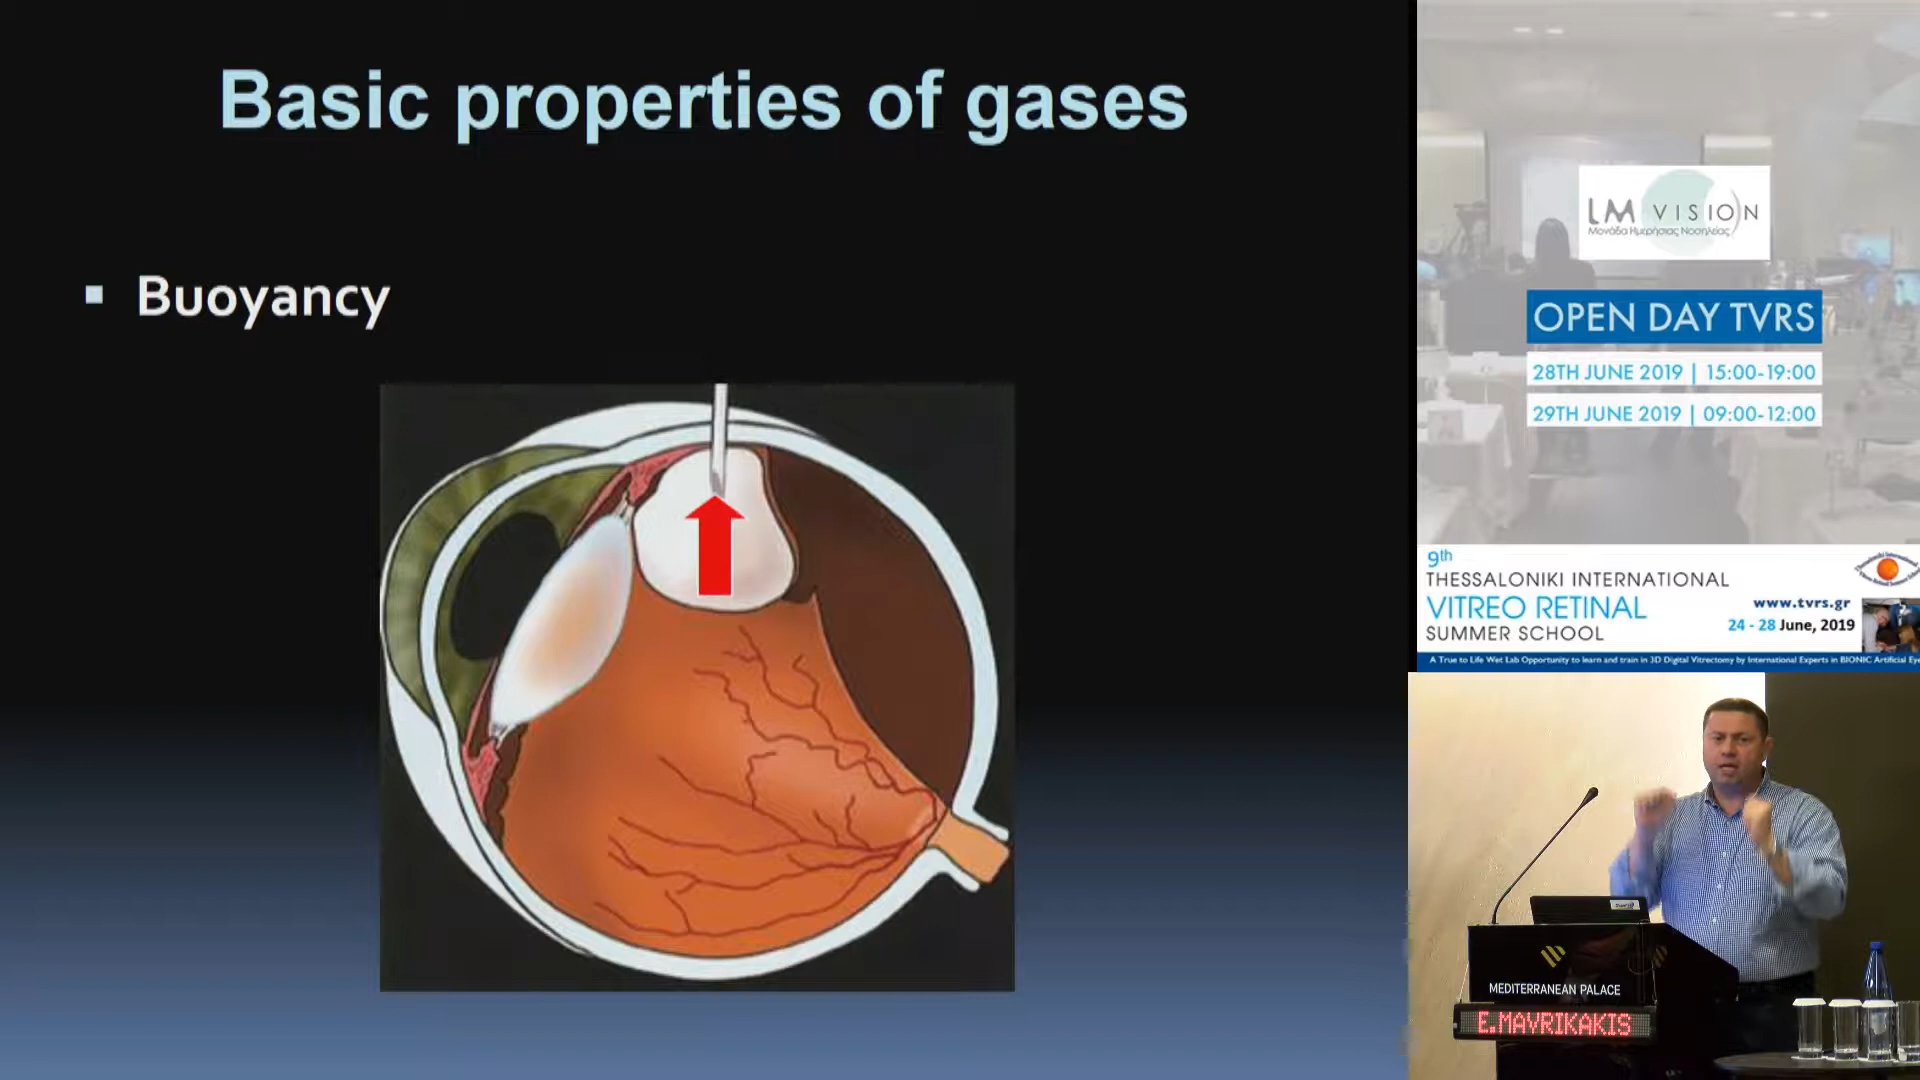 Basic properties of gases
▪ Buoyancy
LM VISION
Μονάδα Ημερήσιας Νοσηλείας
OPEN DAY TVRS
28TH JUNE 2019 | 15:00-19:00
29TH JUNE 2019 | 09:00-12:00
9th
THESSALONIKI INTERNATIONAL
VITREO RETINAL
SUMMER SCHOOL
www.tvrs.gr
24 - 28 June, 2019
A True to Life Wet Lab Opportunity to learn and train in 3D Digital Vitrectomy by International Experts in BIONIC Artificial Eye
MEDITERRANEAN PALACE
E.MAVRIKAKIS